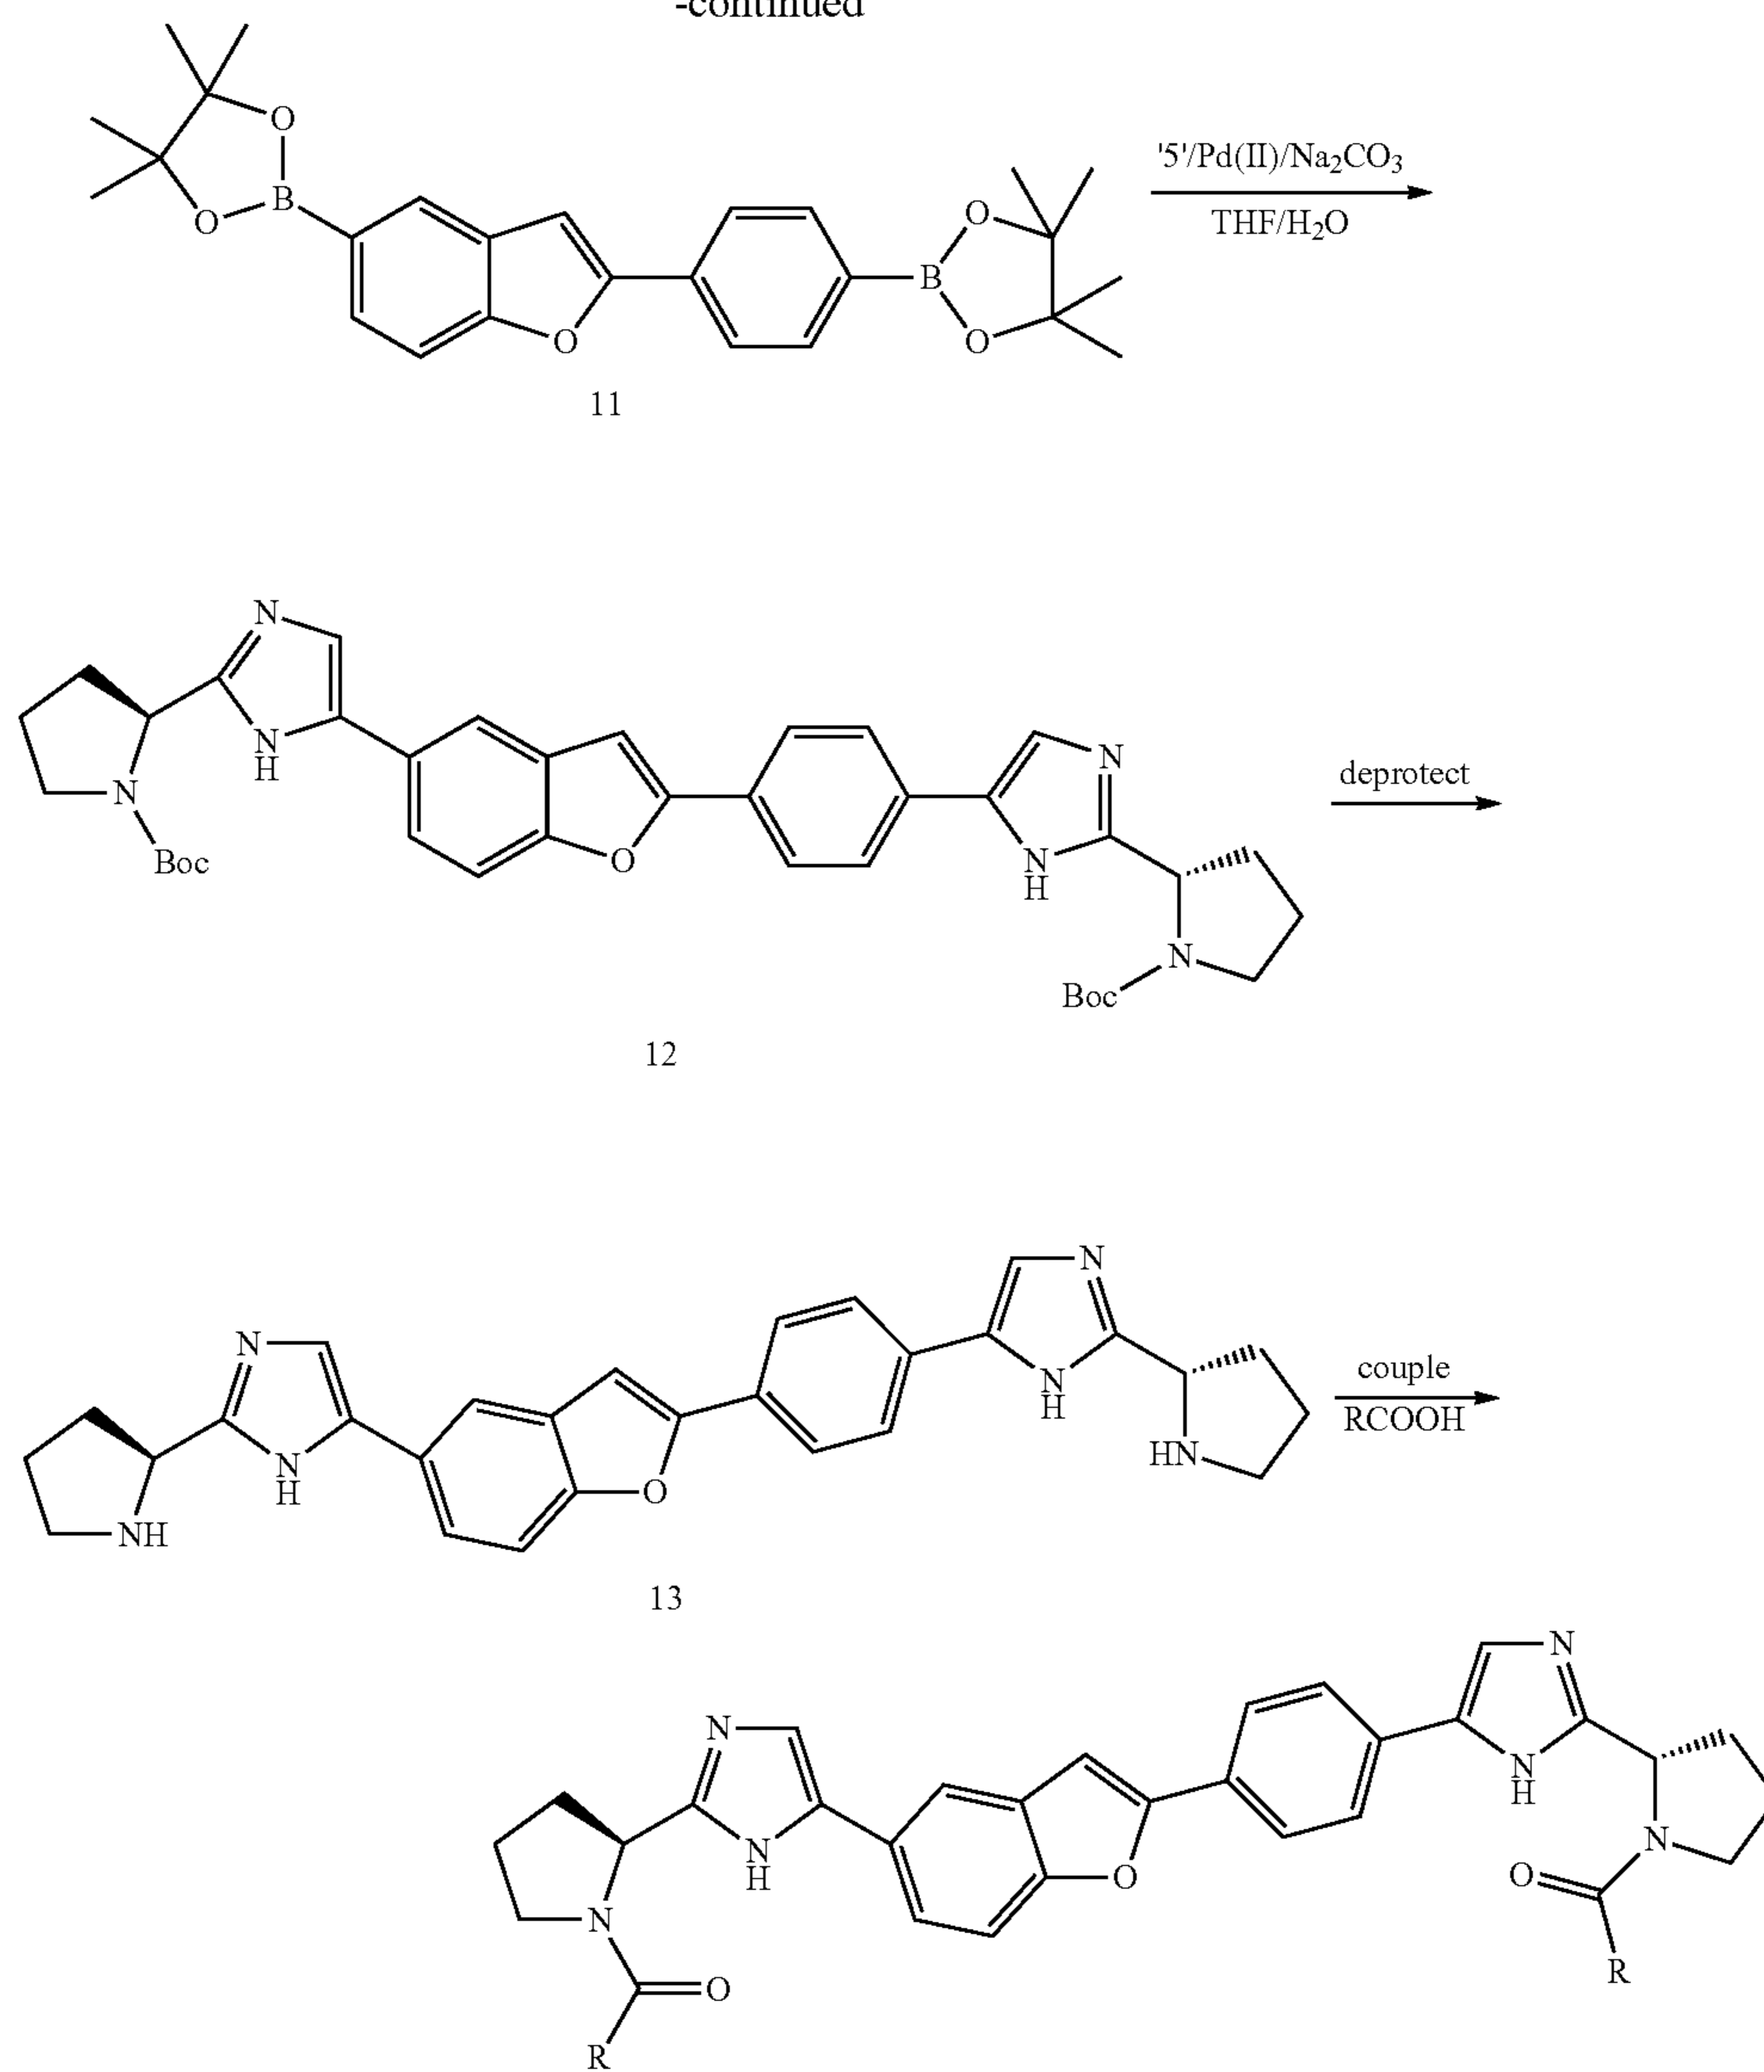 -continued
O
B
O
'5'/Pd(II)/Na₂CO₃
THF/H₂O
O
B
O
O
11
N
N
H
N
Boc
O
N
N
H
N
Boc
deprotect
12
N
N
H
NH
O
N
N
H
HN
couple
RCOOH
13
N
N
H
N
O
R
O
N
N
H
N
O
R